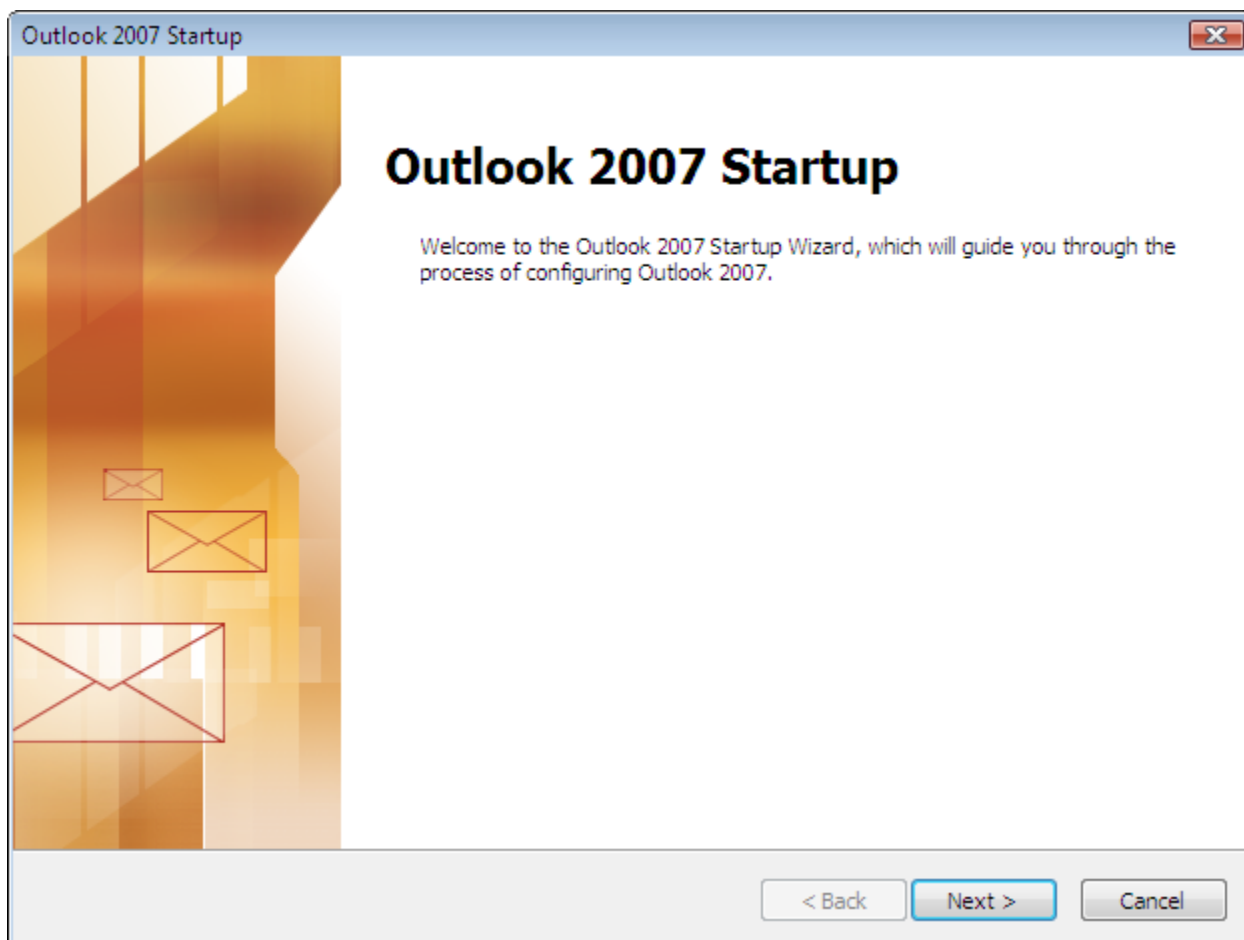 Outlook 2007 Startup
Outlook 2007 Startup
Welcome to the Outlook 2007 Startup Wizard, which will guide you through the
process of configuring Outlook 2007.
< Back
Next >
Cancel